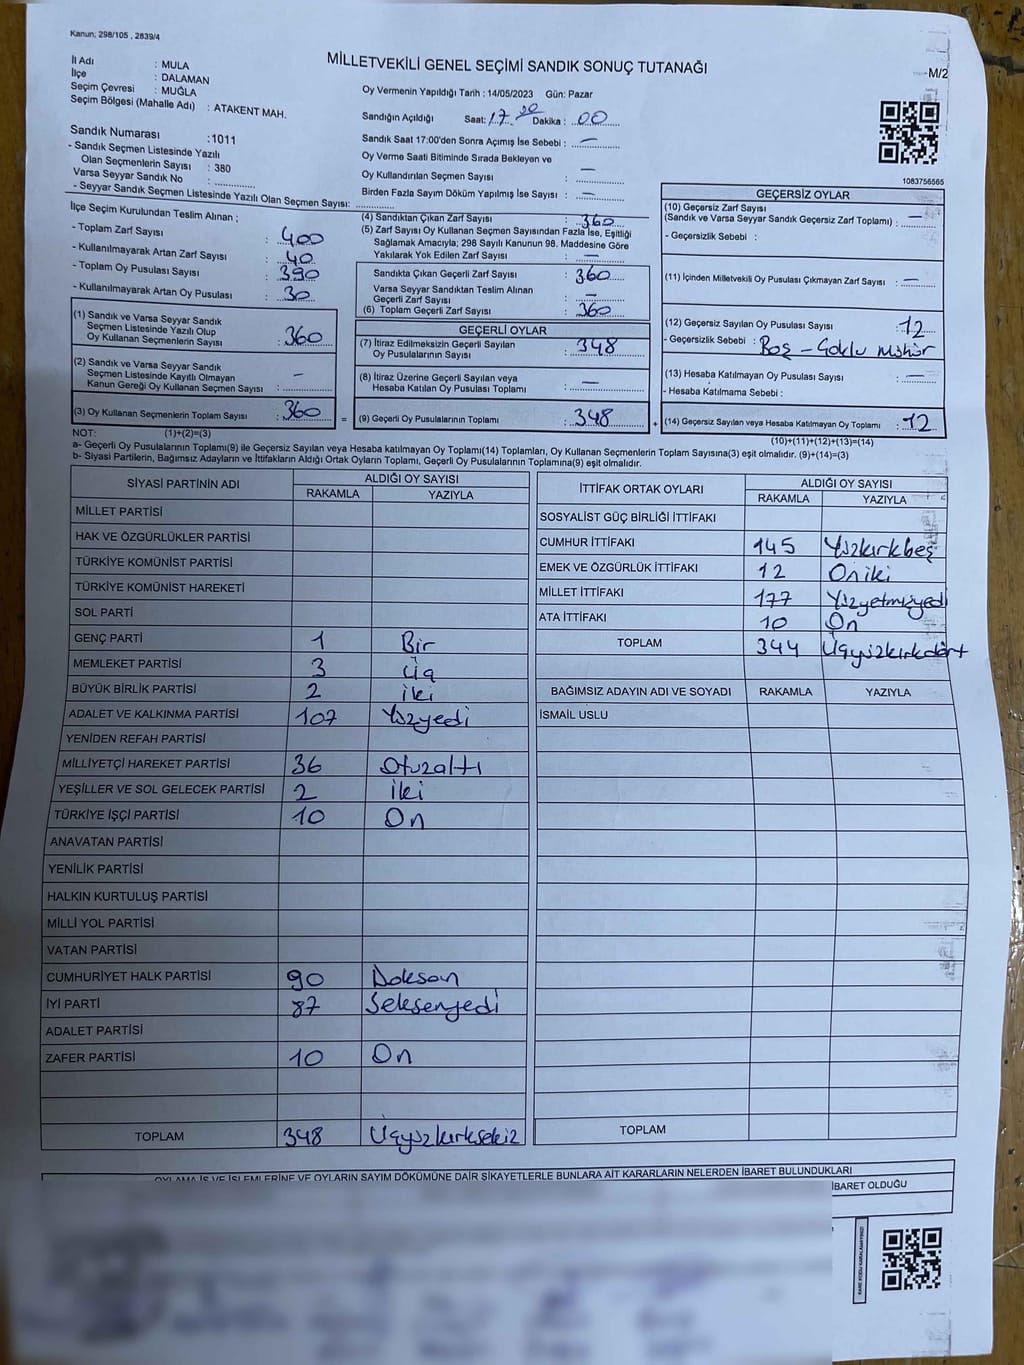 Kanun; 298/105 , 2839/4
MİLLETVEKİLİ GENEL SEÇİMİ SANDIK SONUÇ TUTANAĞI
M/2
İl Adı : MULA
İlçe : DALAMAN
Seçim Çevresi : MUĞLA
Seçim Bölgesi (Mahalle Adı) : ATAKENT MAH.
Sandık Numarası :1011
- Sandık Seçmen Listesinde Yazılı
Olan Seçmenlerin Sayısı : 380
Varsa Seyyar Sandık No : ..............
- Seyyar Sandık Seçmen Listesinde Yazılı Olan Seçmen Sayısı: ..............
Oy Vermenin Yapıldığı Tarih : 14/05/2023 Gün: Pazar
Sandığın Açıldığı Saat: 17 00 Dakika : 00
Sandık Saat 17:00'den Sonra Açımış İse Sebebi : —
Oy Verme Saati Bitiminde Sırada Bekleyen ve
Oy Kullandırılan Seçmen Sayısı : —
Birden Fazla Sayım Döküm Yapılmış İse Sayısı : —
1083756565
İlçe Seçim Kurulundan Teslim Alınan ;
- Toplam Zarf Sayısı : 400
- Kullanılmayarak Artan Zarf Sayısı : 40
- Toplam Oy Pusulası Sayısı : 390
- Kullanılmayarak Artan Oy Pusulası : 30
(1) Sandık ve Varsa Seyyar Sandık
Seçmen Listesinde Yazılı Olup
Oy Kullanan Seçmenlerin Sayısı : 360
(2) Sandık ve Varsa Seyyar Sandık
Seçmen Listesinde Kayıtlı Olmayan
Kanun Gereği Oy Kullanan Seçmen Sayısı : —
(3) Oy Kullanan Seçmenlerin Toplam Sayısı : 360
(4) Sandıktan Çıkan Zarf Sayısı : 360
(5) Zarf Sayısı Oy Kullanan Seçmen Sayısından Fazla İse, Eşitliği
Sağlamak Amacıyla; 298 Sayılı Kanunun 98. Maddesine Göre
Yakılarak Yok Edilen Zarf Sayısı : —
Sandıkta Çıkan Geçerli Zarf Sayısı : 360
Varsa Seyyar Sandıktan Teslim Alınan
Geçerli Zarf Sayısı : —
(6) Toplam Geçerli Zarf Sayısı : 360
GEÇERLİ OYLAR
(7) İtiraz Edilmeksizin Geçerli Sayılan
Oy Pusulalarının Sayısı : 348
(8) İtiraz Üzerine Geçerli Sayılan veya
Hesaba Katılan Oy Pusulası Toplamı : —
= (9) Geçerli Oy Pusulalarının Toplamı : 348
GEÇERSİZ OYLAR
(10) Geçersiz Zarf Sayısı
(Sandık ve Varsa Seyyar Sandık Geçersiz Zarf Toplamı) : —
- Geçersizlik Sebebi :
(11) İçinden Milletvekili Oy Pusulası Çıkmayan Zarf Sayısı : —
(12) Geçersiz Sayılan Oy Pusulası Sayısı : 12
- Geçersizlik Sebebi : Boş - Çoklu Mühür
(13) Hesaba Katılmayan Oy Pusulası Sayısı : —
- Hesaba Katılmama Sebebi :
+ (14) Geçersiz Sayılan veya Hesaba Katılmayan Oy Toplamı : 12
NOT: (1)+(2)=(3) (10)+(11)+(12)+(13)=(14)
a- Geçerli Oy Pusulalarının Toplamı(9) ile Geçersiz Sayılan veya Hesaba Katılmayan Oy Toplamı(14) Toplamları, Oy Kullanan Seçmenlerin Toplam Sayısına(3) eşit olmalıdır. (9)+(14)=(3)
b- Siyasi Partilerin, Bağımsız Adayların ve İttifakların Aldığı Ortak Oyların Toplamı, Geçerli Oy Pusulalarının Toplamına(9) eşit olmalıdır.
SİYASİ PARTİNİN ADI ALDIĞI OY SAYISI
RAKAMLA YAZIYLA
MİLLET PARTİSİ
HAK VE ÖZGÜRLÜKLER PARTİSİ
TÜRKİYE KOMÜNİST PARTİSİ
TÜRKİYE KOMÜNİST HAREKETİ
SOL PARTİ
GENÇ PARTİ 1 Bir
MEMLEKET PARTİSİ 3 Üç
BÜYÜK BİRLİK PARTİSİ 2 iki
ADALET VE KALKINMA PARTİSİ 107 Yüzyedi
YENİDEN REFAH PARTİSİ
MİLLİYETÇİ HAREKET PARTİSİ 36 Otuzaltı
YEŞİLLER VE SOL GELECEK PARTİSİ 2 İki
TÜRKİYE İŞÇİ PARTİSİ 10 On
ANAVATAN PARTİSİ
YENİLİK PARTİSİ
HALKIN KURTULUŞ PARTİSİ
MİLLİ YOL PARTİSİ
VATAN PARTİSİ
CUMHURİYET HALK PARTİSİ 90 Doksan
İYİ PARTİ 87 Seksenyedi
ADALET PARTİSİ
ZAFER PARTİSİ 10 On
TOPLAM 348 Üçyüzkırksekiz
İTTİFAK ORTAK OYLARI ALDIĞI OY SAYISI
RAKAMLA YAZIYLA
SOSYALİST GÜÇ BİRLİĞİ İTTİFAKI
CUMHUR İTTİFAKI 145 Yüzkırkbeş
EMEK VE ÖZGÜRLÜK İTTİFAKI 12 Oniki
MİLLET İTTİFAKI 177 Yüzyetmişyedi
ATA İTTİFAKI 10 On
TOPLAM 344 Üçyüzkırkdört
BAĞIMSIZ ADAYIN ADI VE SOYADI RAKAMLA YAZIYLA
İSMAİL USLU
TOPLAM
OYLAMA İŞ VE İŞLEMLERİNE VE OYLARIN SAYIM DÖKÜMÜNE DAİR ŞİKAYETLERLE BUNLARA AİT KARARLARIN NELERDEN İBARET BULUNDUKLARI
İBARET OLDUĞU
KARE KODU KARALAMAYINIZ!